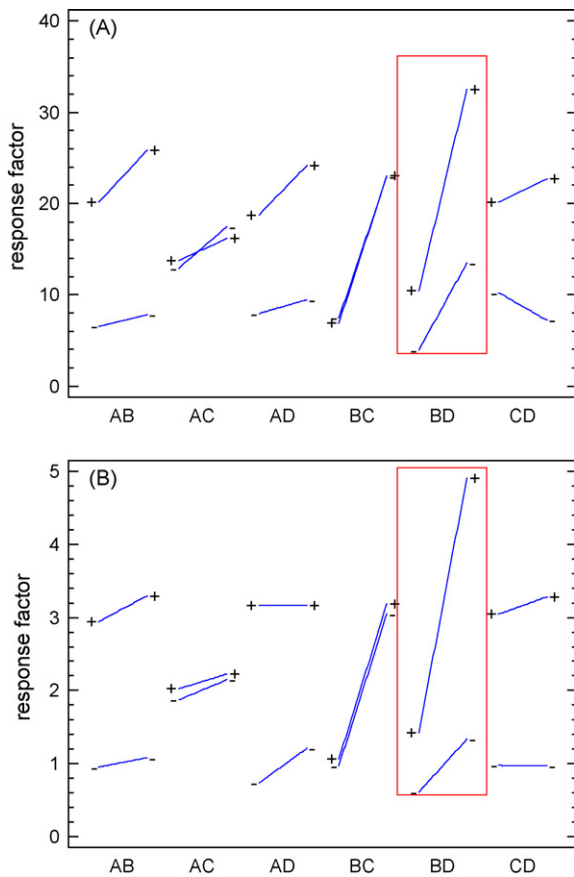 (A)
40
30
20
10
0
response factor
AB AC AD BC BD CD
(B)
5
4
3
2
1
0
response factor
AB AC AD BC BD CD